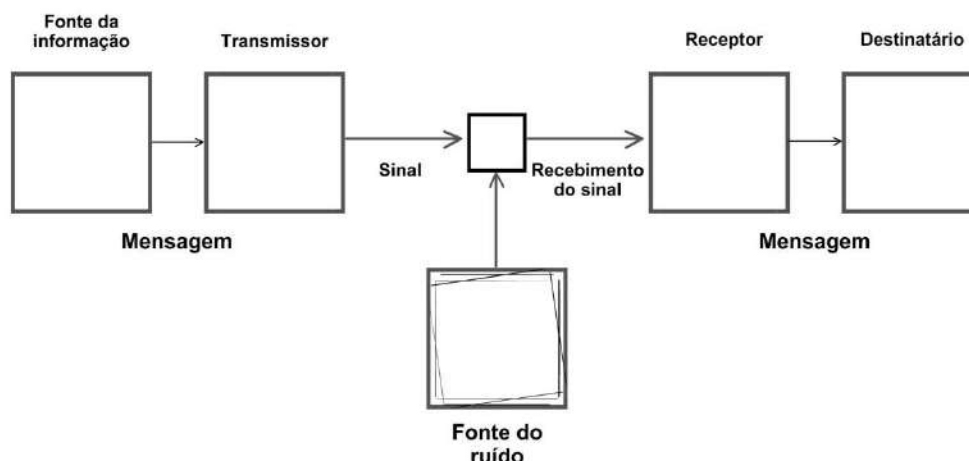 Fonte da
informação
Transmissor
Receptor
Destinatário
Sinal
Recebimento
do sinal
Mensagem
Mensagem
Fonte do
ruído